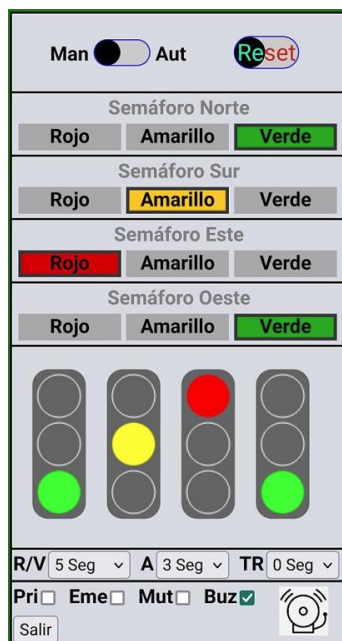 Man Aut Reset
Semáforo Norte
Rojo Amarillo Verde
Semáforo Sur
Rojo Amarillo Verde
Semáforo Este
Rojo Amarillo Verde
Semáforo Oeste
Rojo Amarillo Verde
R/V 5 Seg A 3 Seg TR 0 Seg
Pri Eme Mut Buz
Salir